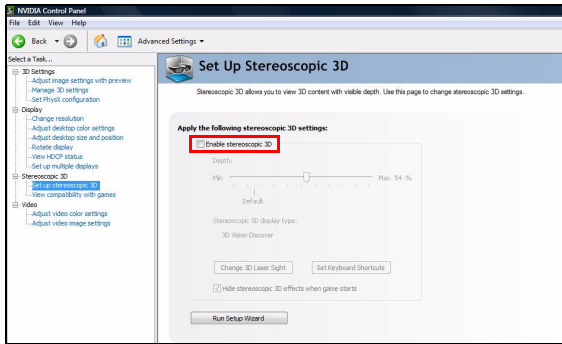 NVIDIA Control Panel
File Edit View Help
Back Advanced Settings
Select a Task...
3D Settings
Adjust image settings with preview
Manage 3D settings
Set PhysX configuration
Display
Change resolution
Adjust desktop color settings
Adjust desktop size and position
Rotate display
View HDCP status
Set up multiple displays
Stereoscopic 3D
Set up stereoscopic 3D
View compatibility with games
Video
Adjust video color settings
Adjust video image settings
Set Up Stereoscopic 3D
Stereoscopic 3D allows you to view 3D content with visible depth. Use this page to change stereoscopic 3D settings.
Apply the following stereoscopic 3D settings:
Enable stereoscopic 3D
Depth:
Min Max 54 %
Default
Stereoscopic 3D display type:
3D Vision Discover
Change 3D Laser Sight Set Keyboard Shortcuts
Hide stereoscopic 3D effects when game starts
Run Setup Wizard